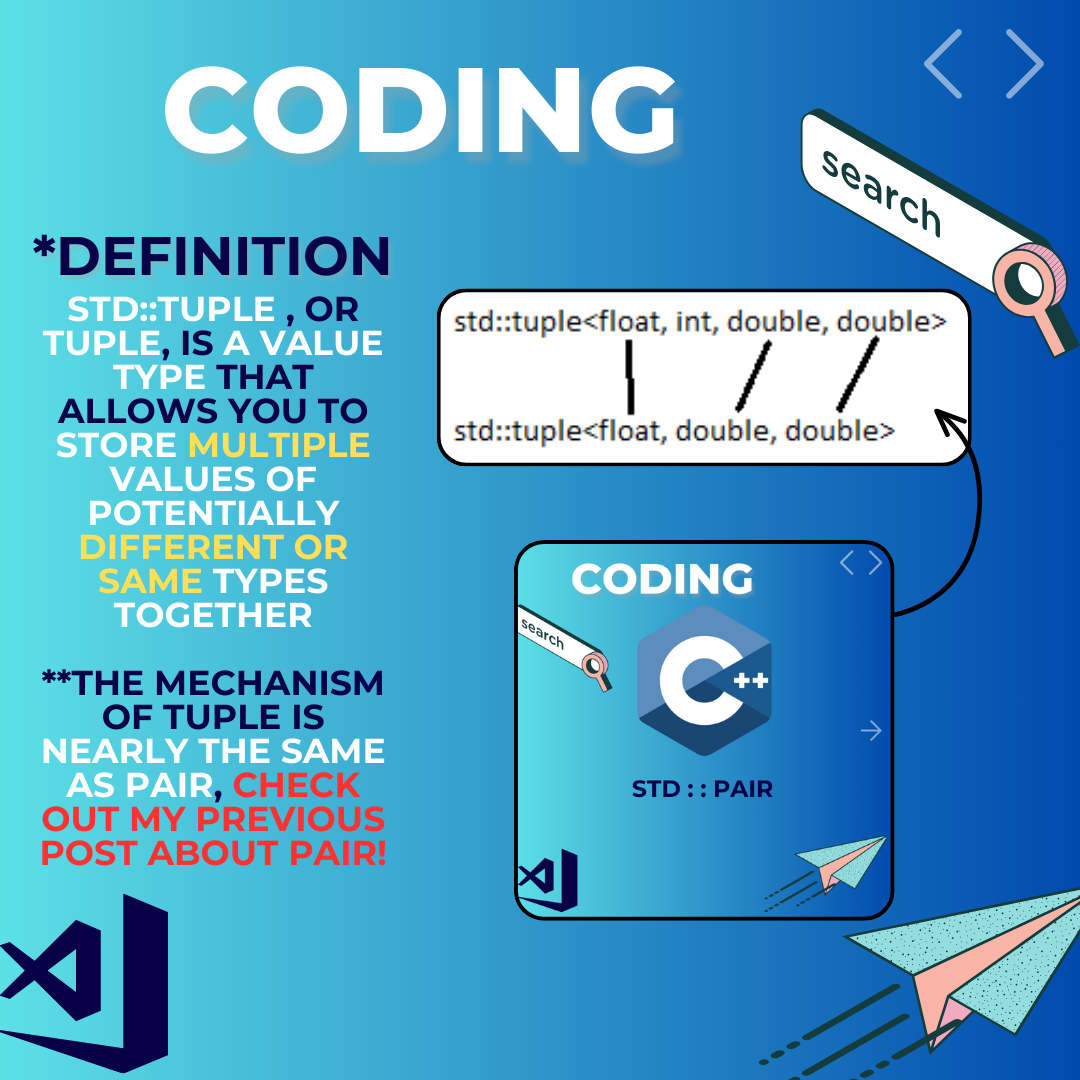 CODING
search
*DEFINITION
STD::TUPLE , OR
TUPLE, IS A VALUE
TYPE THAT
ALLOWS YOU TO
STORE MULTIPLE
VALUES OF
POTENTIALLY
DIFFERENT OR
SAME TYPES
TOGETHER
**THE MECHANISM
OF TUPLE IS
NEARLY THE SAME
AS PAIR, CHECK
OUT MY PREVIOUS
POST ABOUT PAIR!
std::tuple<float, int, double, double>
std::tuple<float, double, double>
CODING
search
C++
STD : : PAIR